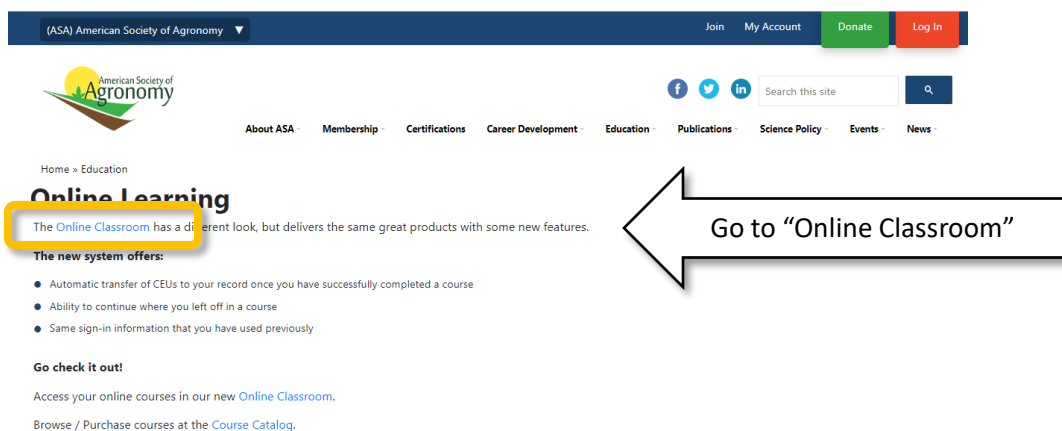 (ASA) American Society of Agronomy ▼
Join My Account Donate Log In
American Society of
Agronomy
f in Search this site
About ASA Membership Certifications Career Development Education Publications Science Policy Events News
Home » Education
Online Learning
The Online Classroom has a different look, but delivers the same great products with some new features.
Go to “Online Classroom”
The new system offers:
Automatic transfer of CEUs to your record once you have successfully completed a course
Ability to continue where you left off in a course
Same sign-in information that you have used previously
Go check it out!
Access your online courses in our new Online Classroom.
Browse / Purchase courses at the Course Catalog.